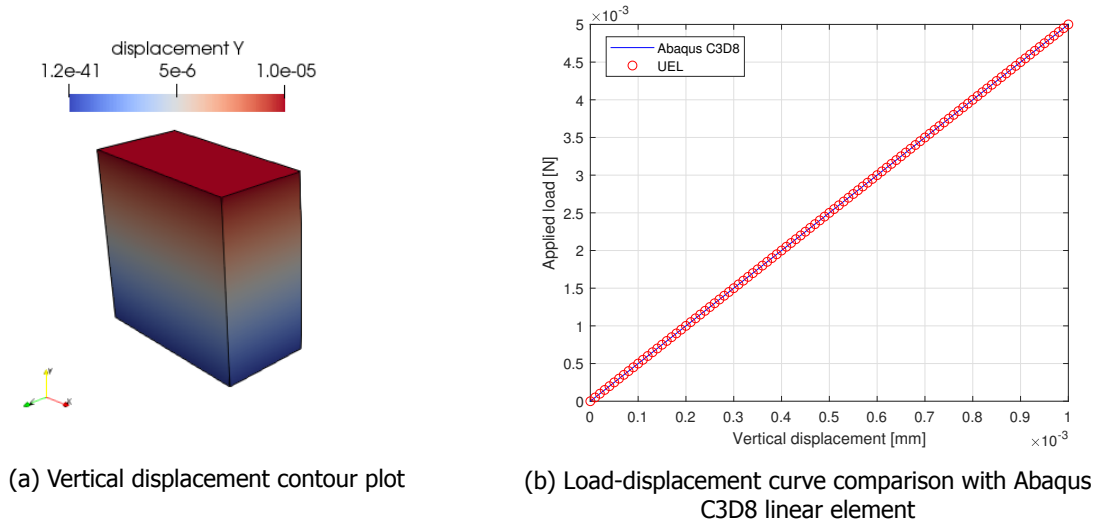 displacement Y
1.2e-41 5e-6 1.0e-05
Y
X
(a) Vertical displacement contour plot
×10⁻³
5
4.5
4
3.5
3
2.5
2
1.5
1
0.5
0
Applied load [N]
Abaqus C3D8
UEL
0 0.1 0.2 0.3 0.4 0.5 0.6 0.7 0.8 0.9 1
Vertical displacement [mm]
×10⁻³
(b) Load-displacement curve comparison with Abaqus
C3D8 linear element